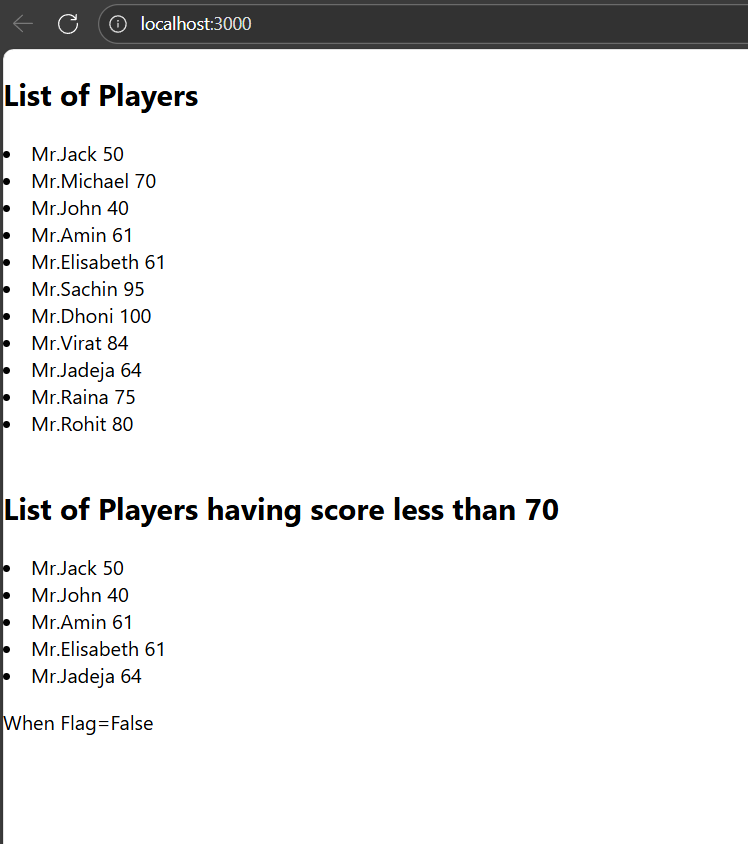 localhost:3000
List of Players
Mr.Jack 50
Mr.Michael 70
Mr.John 40
Mr.Amin 61
Mr.Elisabeth 61
Mr.Sachin 95
Mr.Dhoni 100
Mr.Virat 84
Mr.Jadeja 64
Mr.Raina 75
Mr.Rohit 80
List of Players having score less than 70
Mr.Jack 50
Mr.John 40
Mr.Amin 61
Mr.Elisabeth 61
Mr.Jadeja 64
When Flag=False